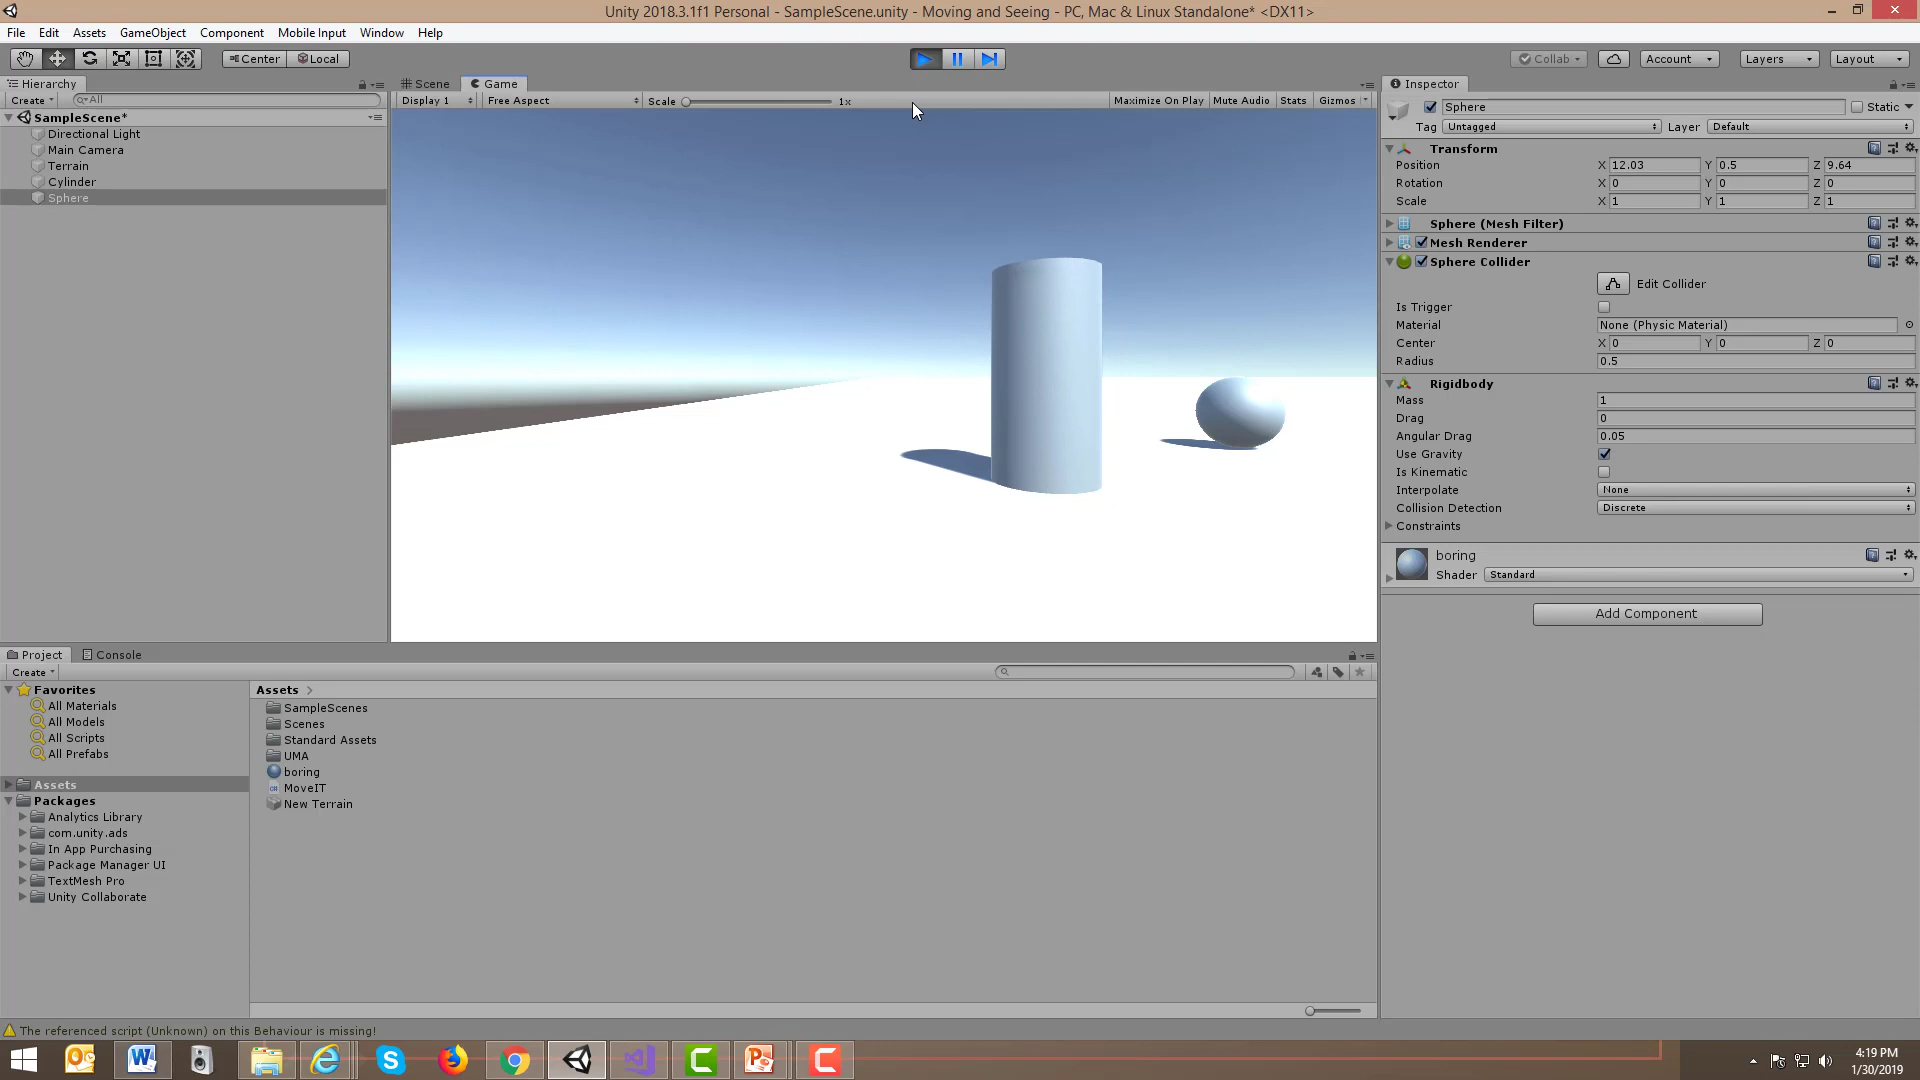 Unity 2018.3.1f1 Personal - SampleScene.unity - Moving and Seeing - PC, Mac & Linux Standalone* <DX11>
File Edit Assets GameObject Component Mobile Input Window Help
Center Local Collab Account Layers Layout
Hierarchy Scene Game Inspector
Create All Display 1 Free Aspect Scale 1x Maximize On Play Mute Audio Stats Gizmos
SampleScene*
Directional Light
Main Camera
Terrain
Cylinder
Sphere
Sphere Static
Tag Untagged Layer Default
Transform
Position X 12.03 Y 0.5 Z 9.64
Rotation X 0 Y 0 Z 0
Scale X 1 Y 1 Z 1
Sphere (Mesh Filter)
Mesh Renderer
Sphere Collider
Edit Collider
Is Trigger
Material None (Physic Material)
Center X 0 Y 0 Z 0
Radius 0.5
Rigidbody
Mass 1
Drag 0
Angular Drag 0.05
Use Gravity
Is Kinematic
Interpolate None
Collision Detection Discrete
Constraints
boring
Shader Standard
Add Component
Project Console
Create
Favorites
All Materials
All Models
All Scripts
All Prefabs
Assets
Packages
Analytics Library
com.unity.ads
In App Purchasing
Package Manager UI
TextMesh Pro
Unity Collaborate
Assets
SampleScenes
Scenes
Standard Assets
UMA
boring
MoveIT
New Terrain
The referenced script (Unknown) on this Behaviour is missing!
4:19 PM
1/30/2019